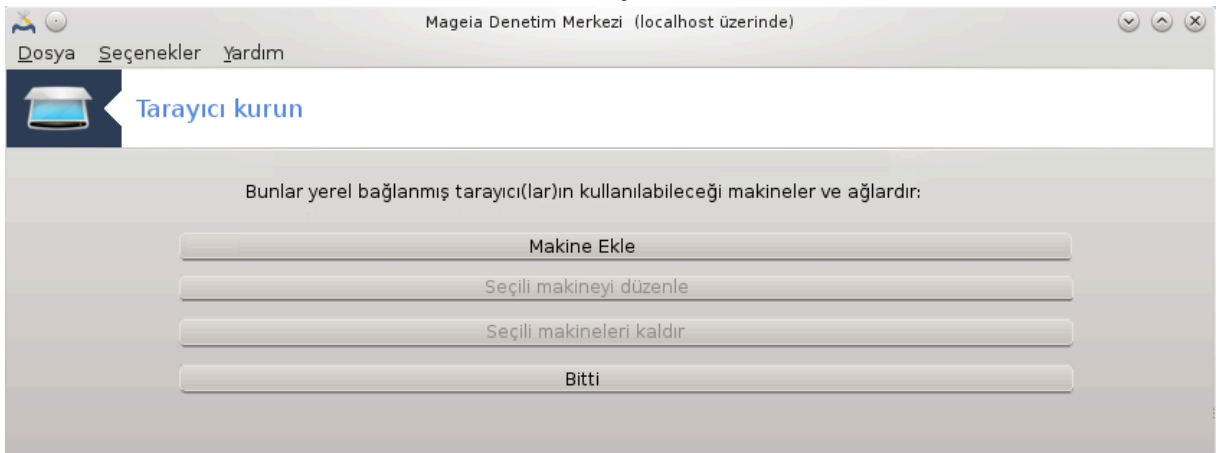 Mageia Denetim Merkezi (localhost üzerinde)
Dosya Seçenekler Yardım
Tarayıcı kurun
Bunlar yerel bağlanmış tarayıcı(lar)ın kullanılabileceği makineler ve ağlardır:
Makine Ekle
Seçili makineyi düzenle
Seçili makineleri kaldır
Bitti